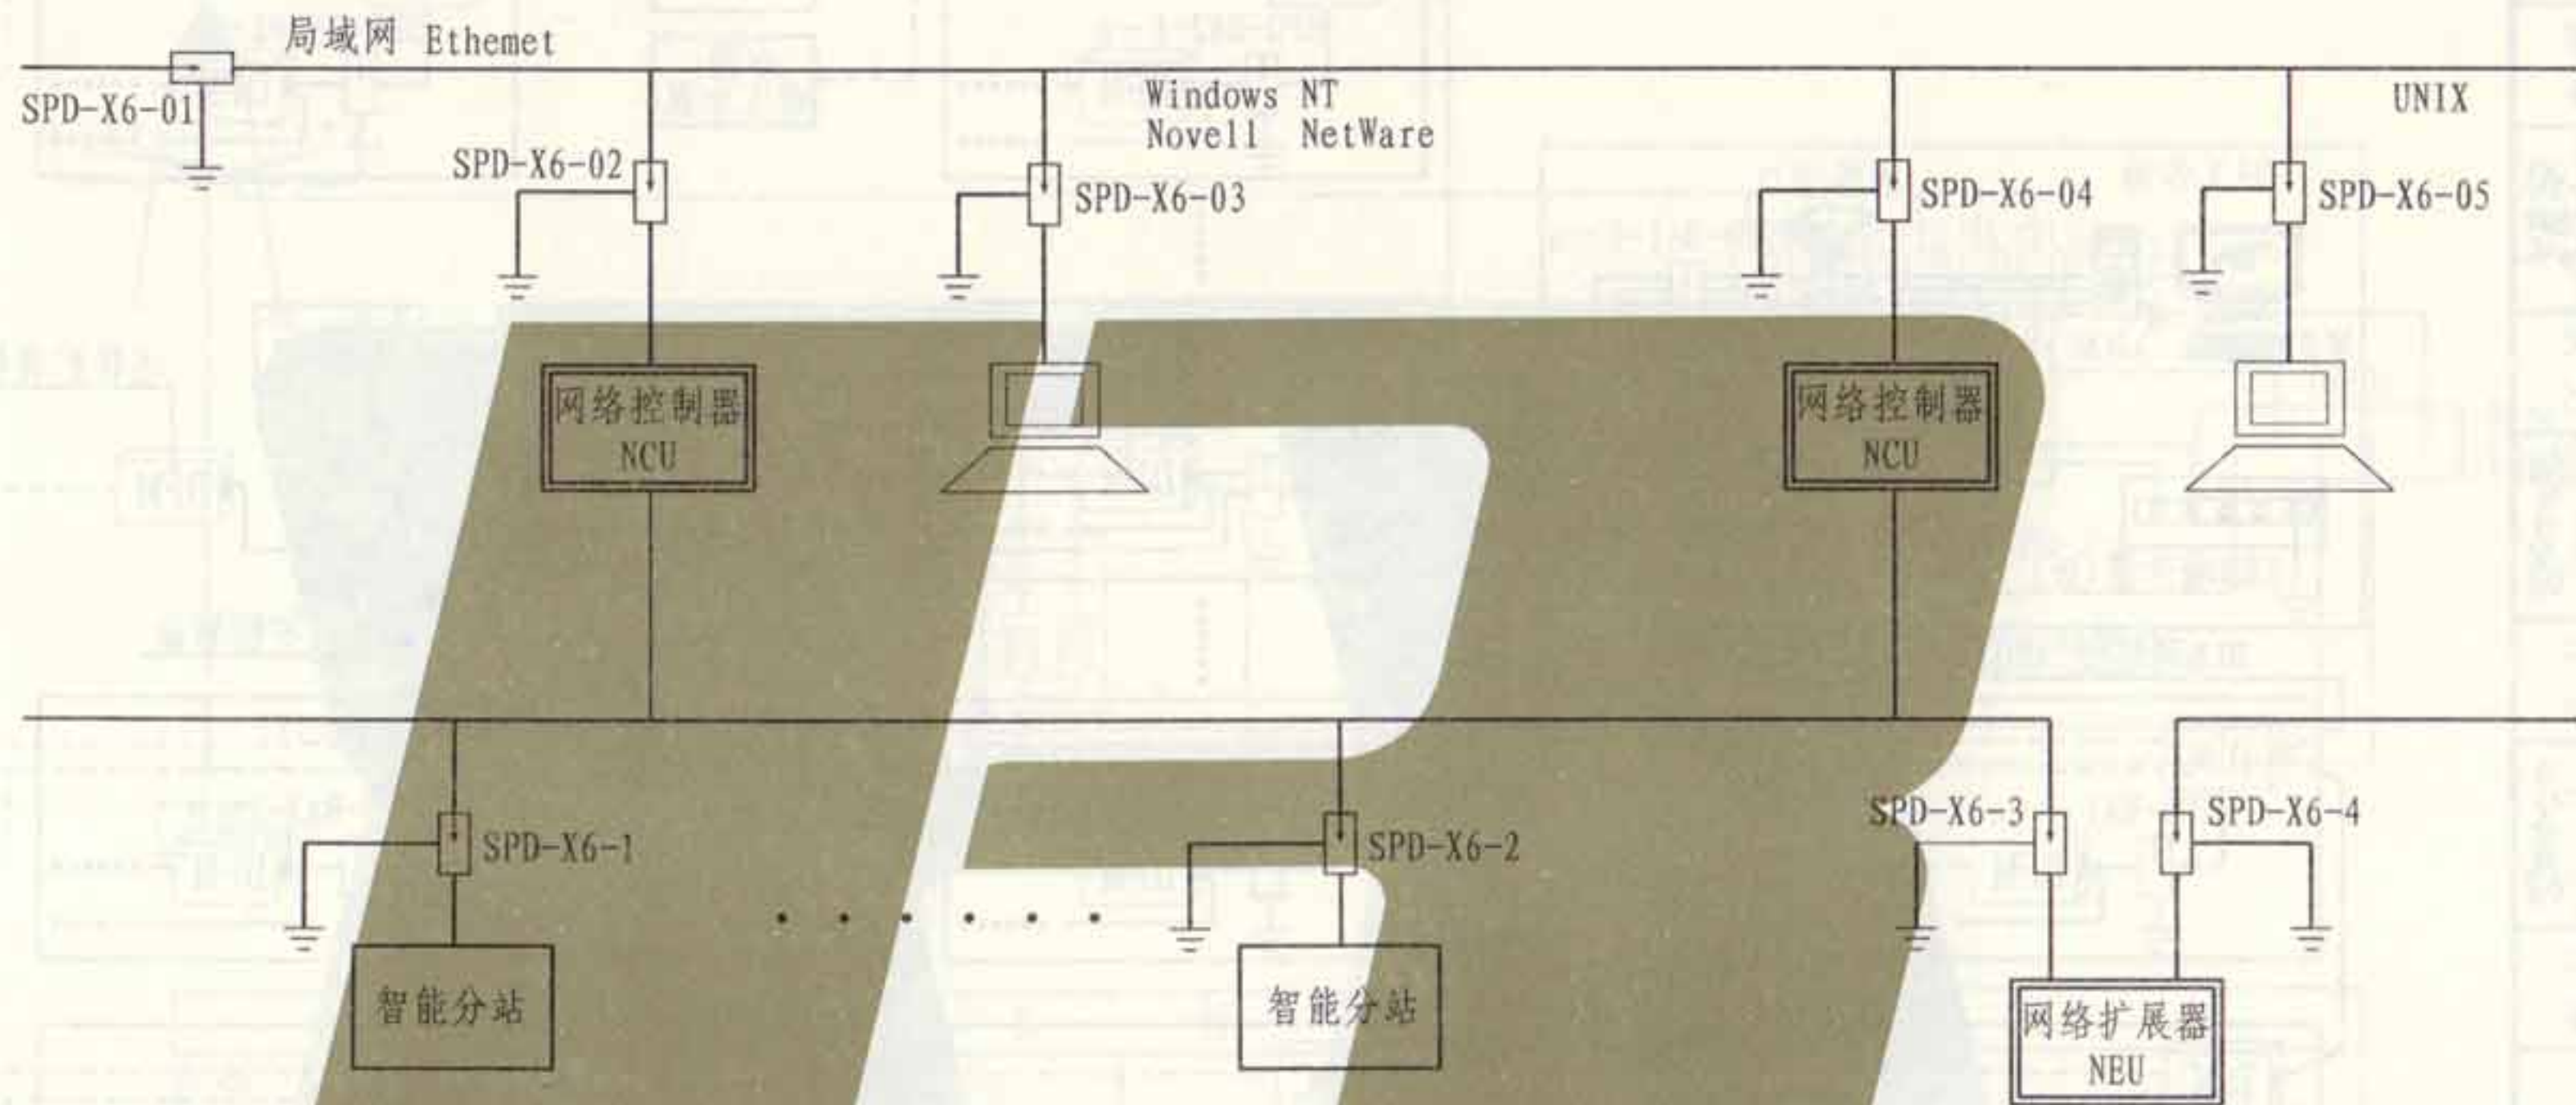 局域网 Ethemet
SPD-X6-01
Windows NT
Novell NetWare
UNIX
SPD-X6-02
SPD-X6-03
SPD-X6-04
SPD-X6-05
网络控制器
NCU
网络控制器
NCU
SPD-X6-1
SPD-X6-2
SPD-X6-3
SPD-X6-4
智能分站
智能分站
网络扩展器
NEU